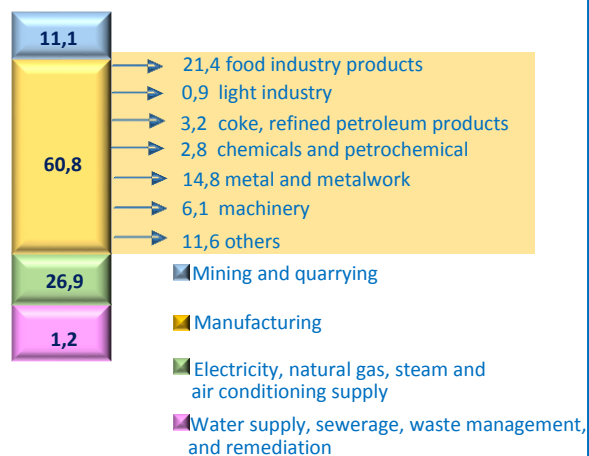 11,1
60,8
26,9
1,2
21,4 food industry products
0,9 light industry
3,2 coke, refined petroleum products
2,8 chemicals and petrochemical
14,8 metal and metalwork
6,1 machinery
11,6 others
Mining and quarrying
Manufacturing
Electricity, natural gas, steam and
air conditioning supply
Water supply, sewerage, waste management,
and remediation